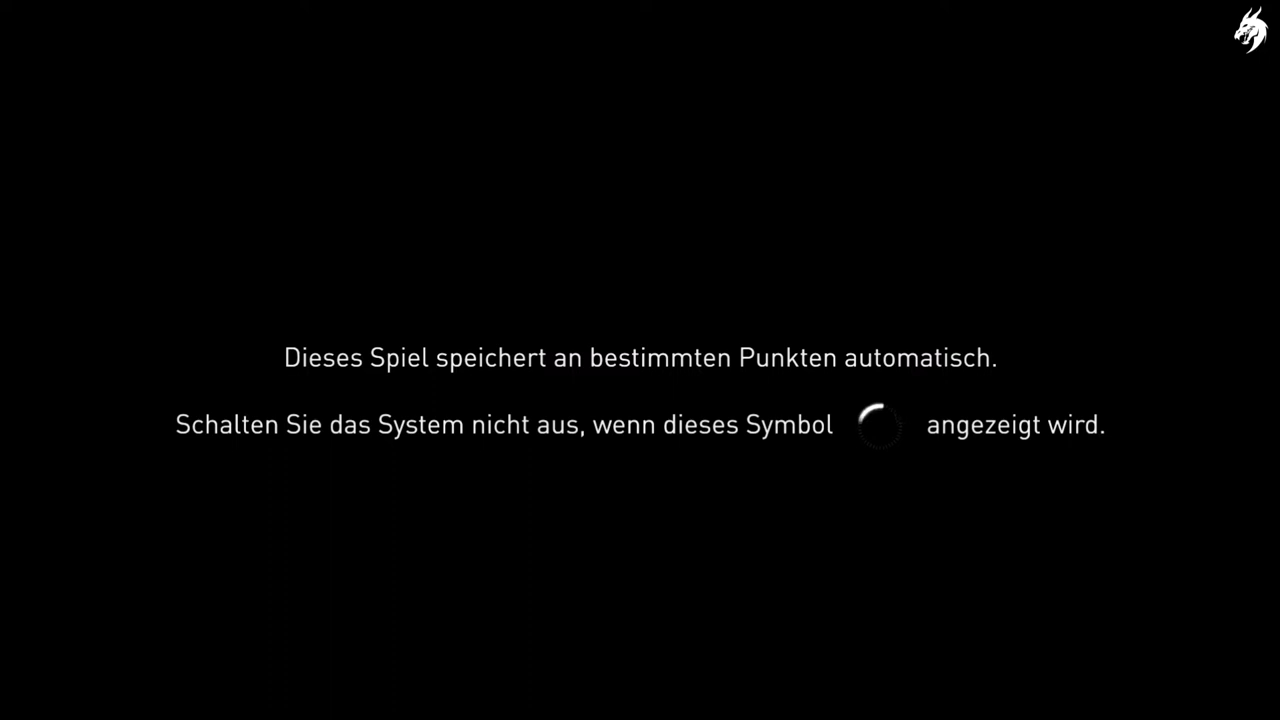 Dieses Spiel speichert an bestimmten Punkten automatisch.
Schalten Sie das System nicht aus, wenn dieses Symbol angezeigt wird.